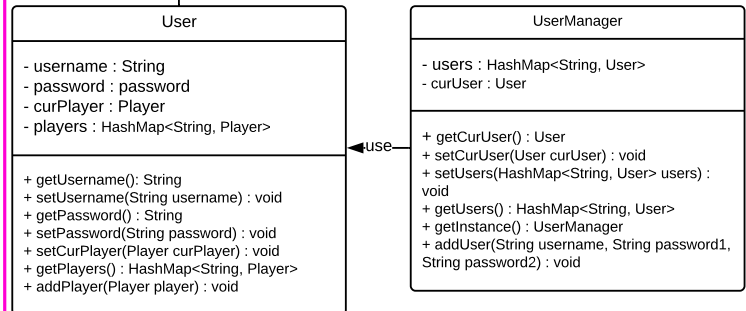 User
- username : String
- password : password
- curPlayer : Player
- players : HashMap<String, Player>
+ getUsername(): String
+ setUsername(String username) : void
+ getPassword() : String
+ setPassword(String password) : void
+ setCurPlayer(Player curPlayer) : void
+ getPlayers() : HashMap<String, Player>
+ addPlayer(Player player) : void
use
UserManager
- users : HashMap<String, User>
- curUser : User
+ getCurUser() : User
+ setCurUser(User curUser) : void
+ setUsers(HashMap<String, User> users) :
void
+ getUsers() : HashMap<String, User>
+ getInstance() : UserManager
+ addUser(String username, String password1,
String password2) : void